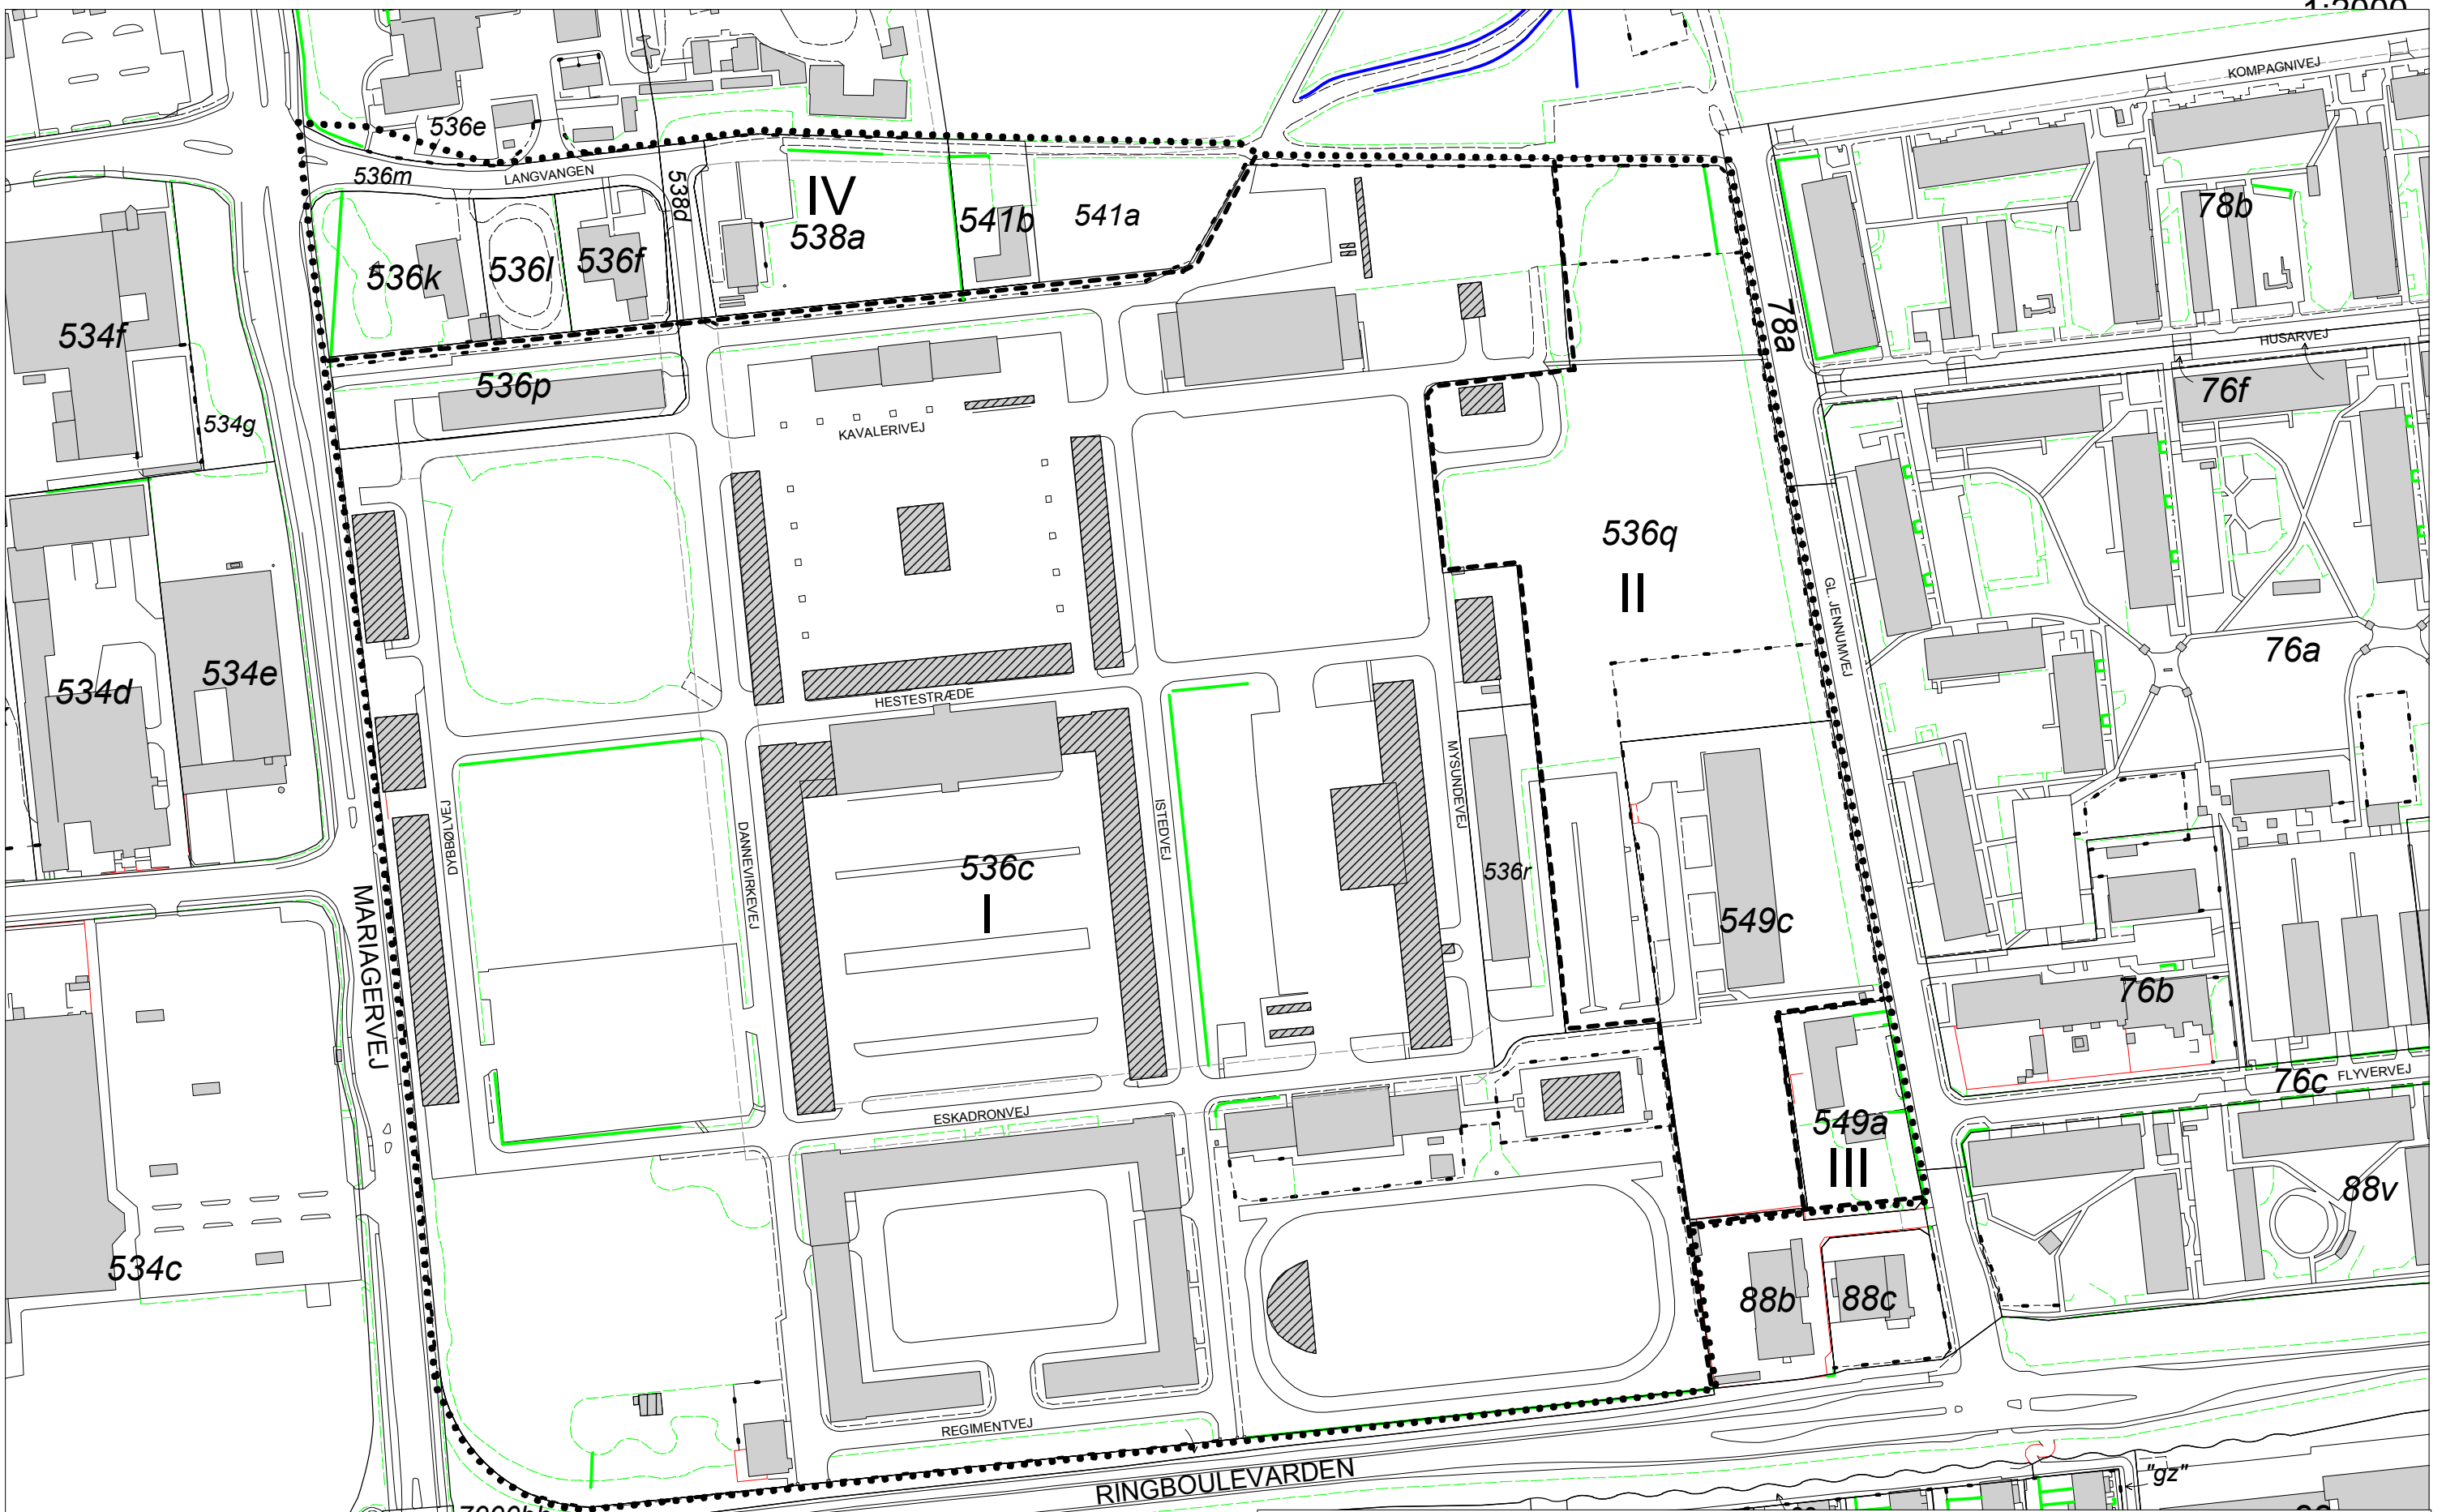 1:2000
KOMPAGNIVEJ
536e
536m
LANGVANGEN
538d
IV
538a
541b
541a
78b
536k
536l
536f
534f
78a
HUSARVEJ
536p
76f
534g
KAVALERIVEJ
536q
II
GL. JENNUMVEJ
76a
534e
534d
HESTESTRÆDE
MYSUNDEVEJ
DYBBØLVEJ
DANNEVIRKEVEJ
ISTEDVEJ
536c
I
536r
549c
MARIAGERVEJ
76b
76c
FLYVERVEJ
ESKADRONVEJ
549a
III
88v
534c
88b
88c
REGIMENTVEJ
RINGBOULEVARDEN
"gz"